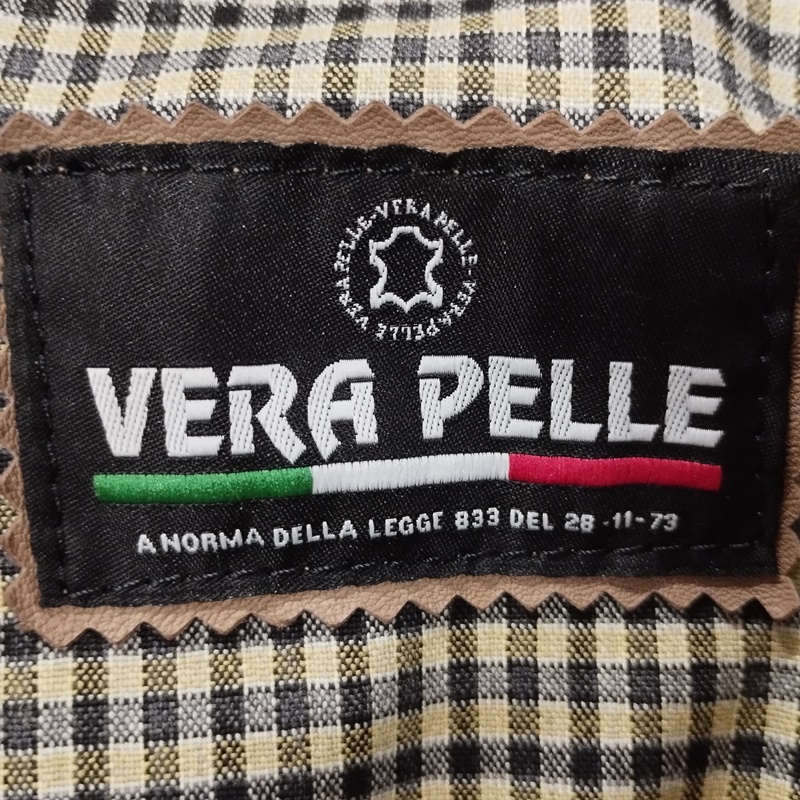 VERA PELLE-VERA PELLE-VERA PELLE
VERA PELLE
A NORMA DELLA LEGGE 833 DEL 28-11-73